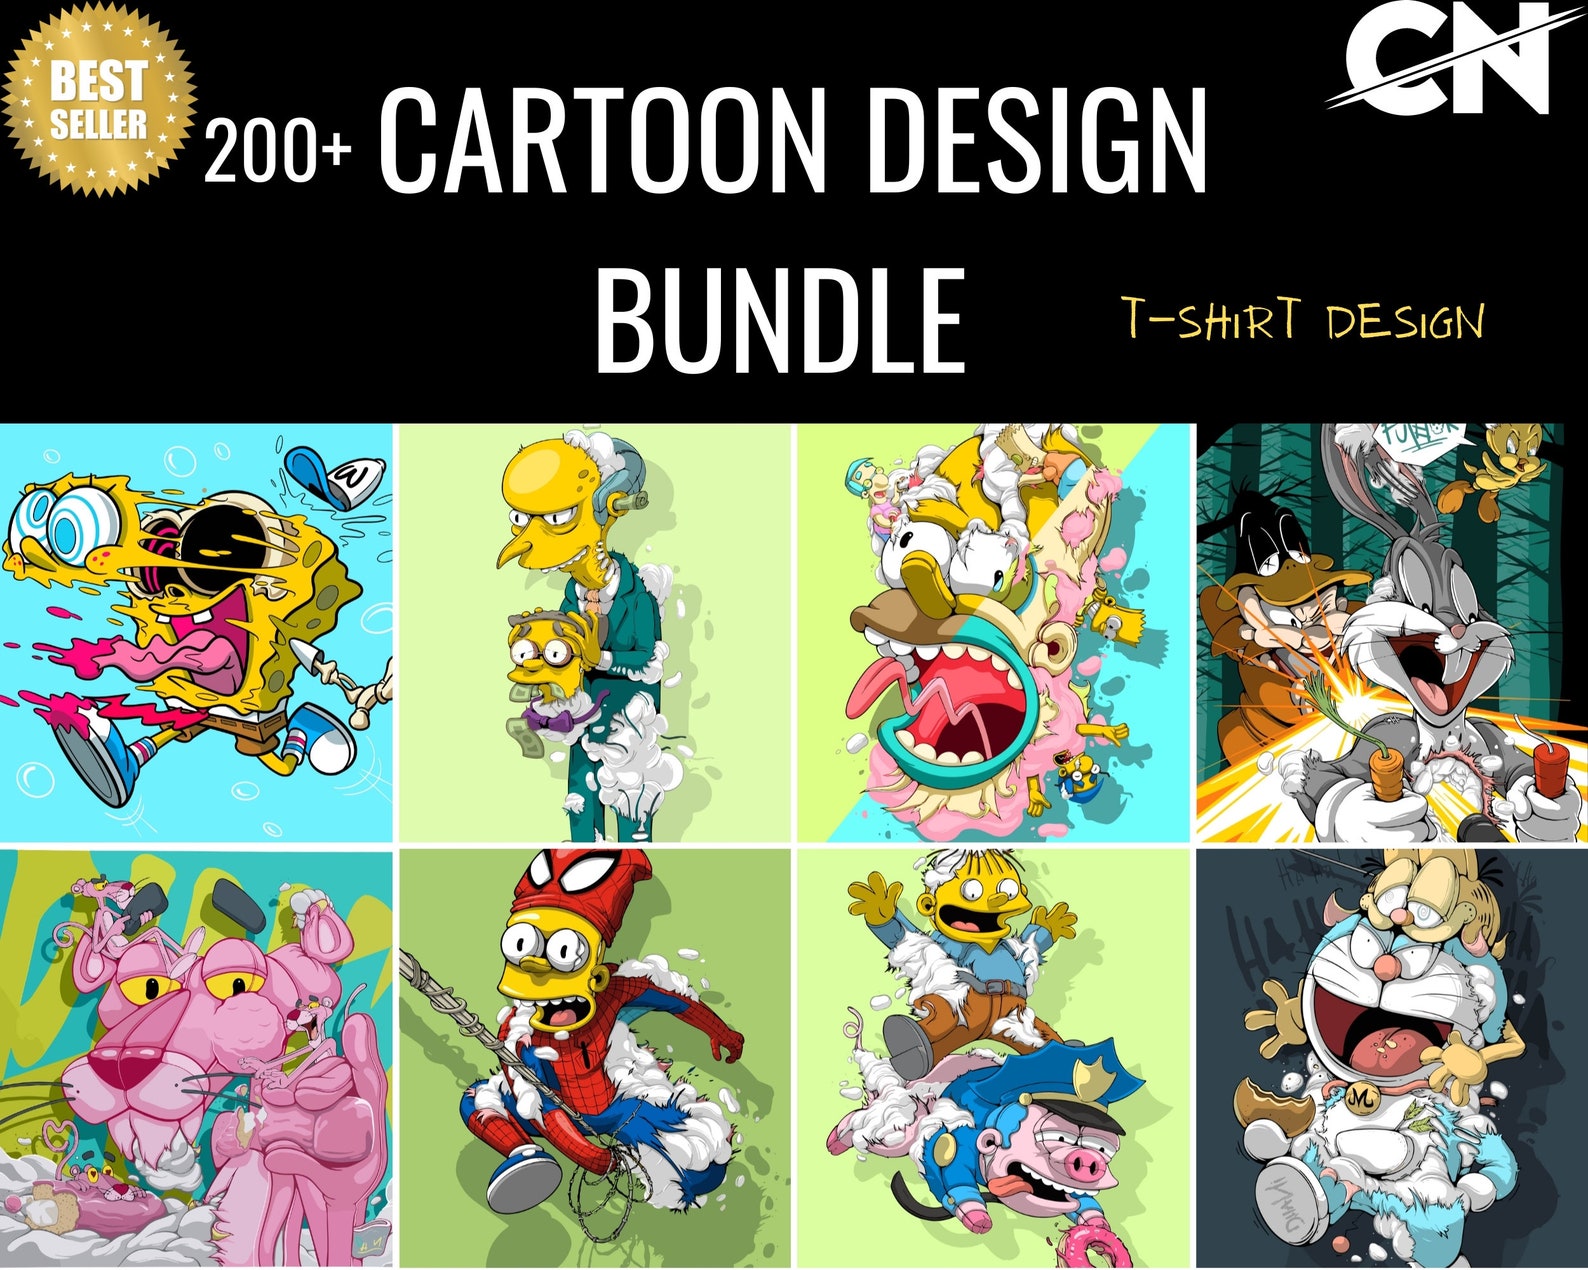 BEST
SELLER
CN
200+ CARTOON DESIGN
BUNDLE
T-SHIRT DESIGN
W
M